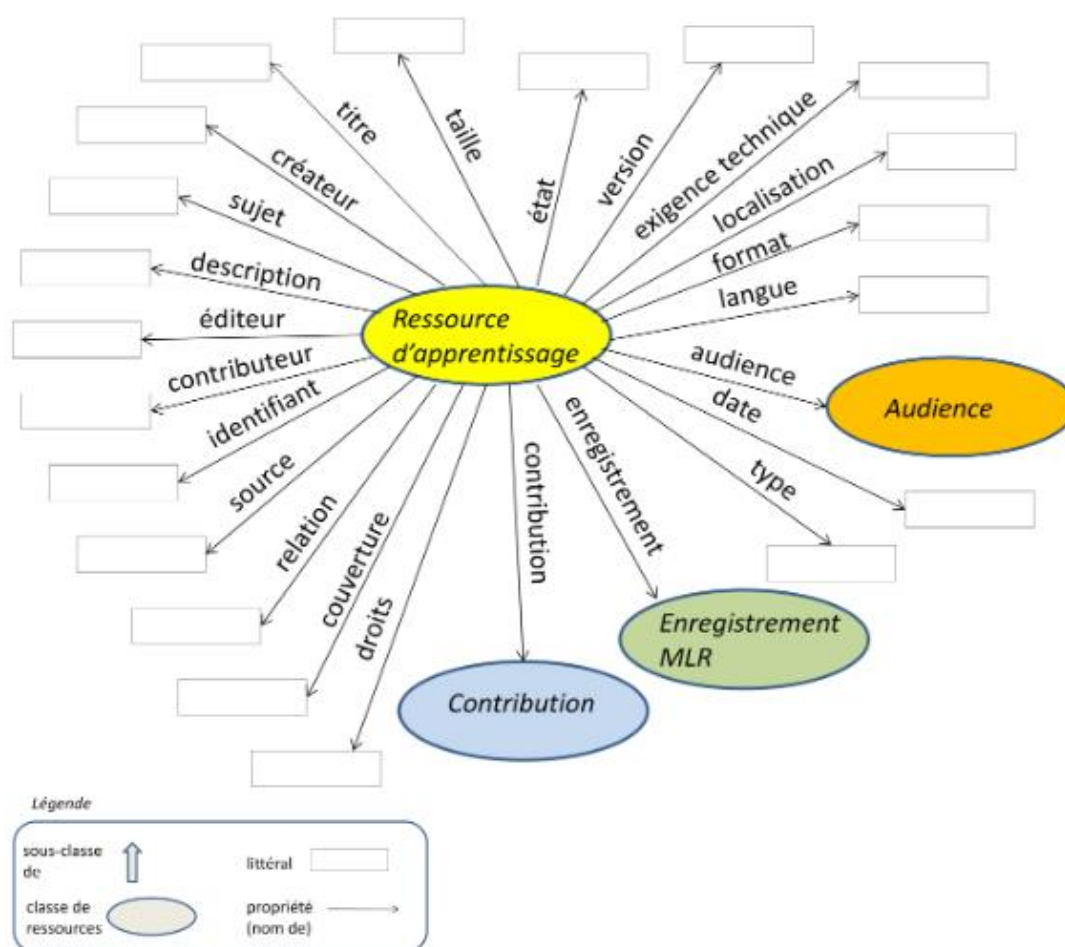 titre
taille
état
version
exigence technique
localisation
format
langue
créateur
sujet
description
éditeur
contributeur
identifiant
source
relation
couverture
droits
contribution
enregistrement
audience
date
type
Ressource
d'apprentissage
Audience
Enregistrement
MLR
Contribution
Légende
sous-classe
de
littéral
classe de
ressources
propriété
(nom de)